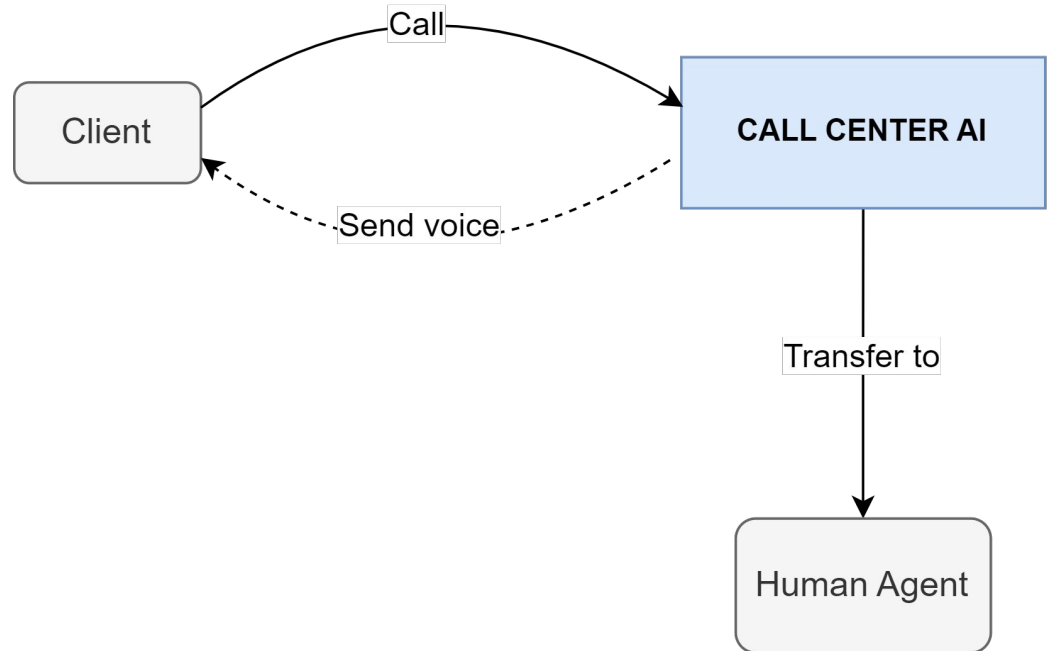 Call
Client
CALL CENTER AI
Send voice
Transfer to
Human Agent